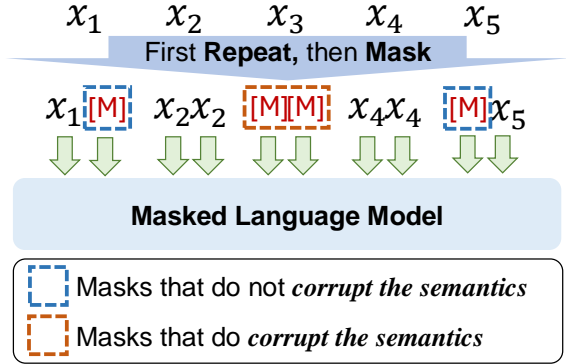 x₁ x₂ x₃ x₄ x₅
First Repeat, then Mask
x₁ [M] x₂ x₂ [M][M] x₄ x₄ [M] x₅
Masked Language Model
Masks that do not corrupt the semantics
Masks that do corrupt the semantics